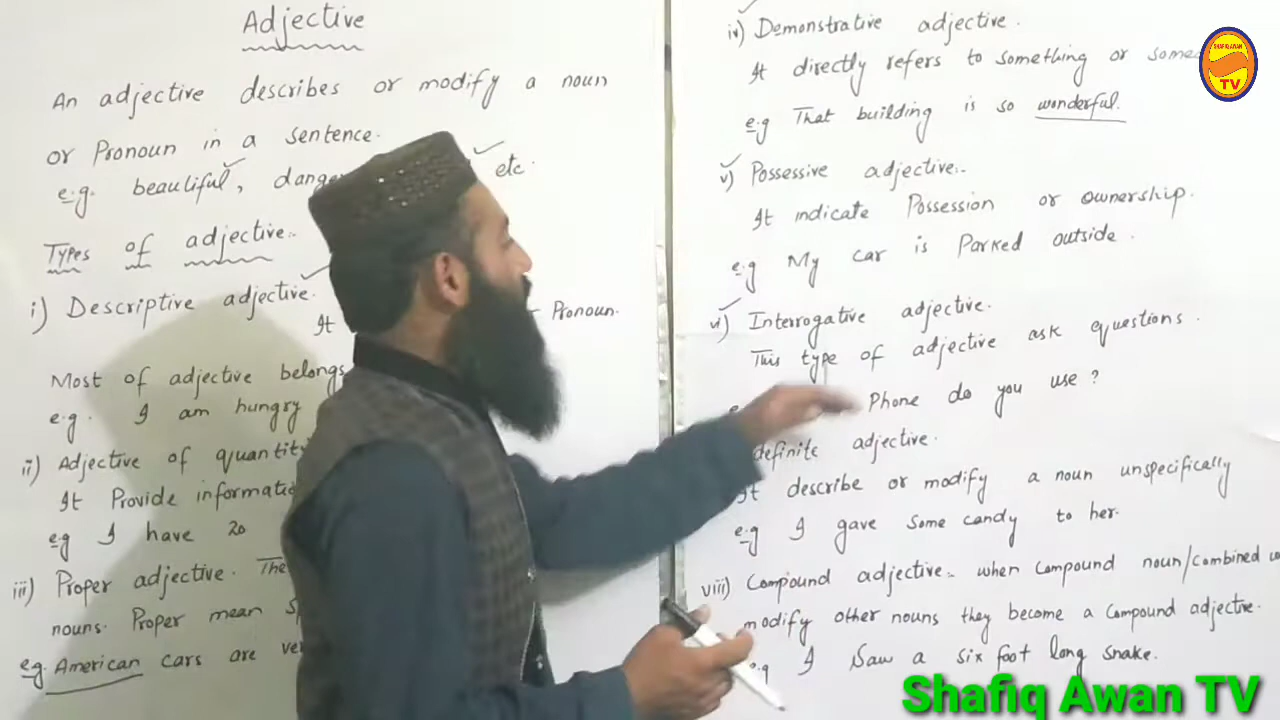 Adjective
An adjective describes or modify a noun
or Pronoun in a sentence.
e.g. beautiful, etc.
Types of adjective:-
i) Descriptive adjective.
It Pronoun.
Most of adjective belongs
e.g. I am hungry
ii) Adjective of
It Provide
eg I have 20
iii) Proper adjective. The
nouns. Proper mean
eg. American cars are
iv) Demonstrative adjective.
It directly refers to something or
e.g That building is so wonderful.
v) Possessive adjective:-
It indicate Possession or ownership.
e.g My car is Parked outside.
vi) Interrogative adjective.
This type of adjective ask questions.
Phone do you use?
definite adjective.
It describe or modify a noun unspecifically
e.g I gave some candy to her.
viii) Compound adjective:- when Compound noun/combined
modify other nouns they become a Compound adjective.
e.g I saw a six foot long snake.
SHAFIQ AWAN
TV
Shafiq Awan TV